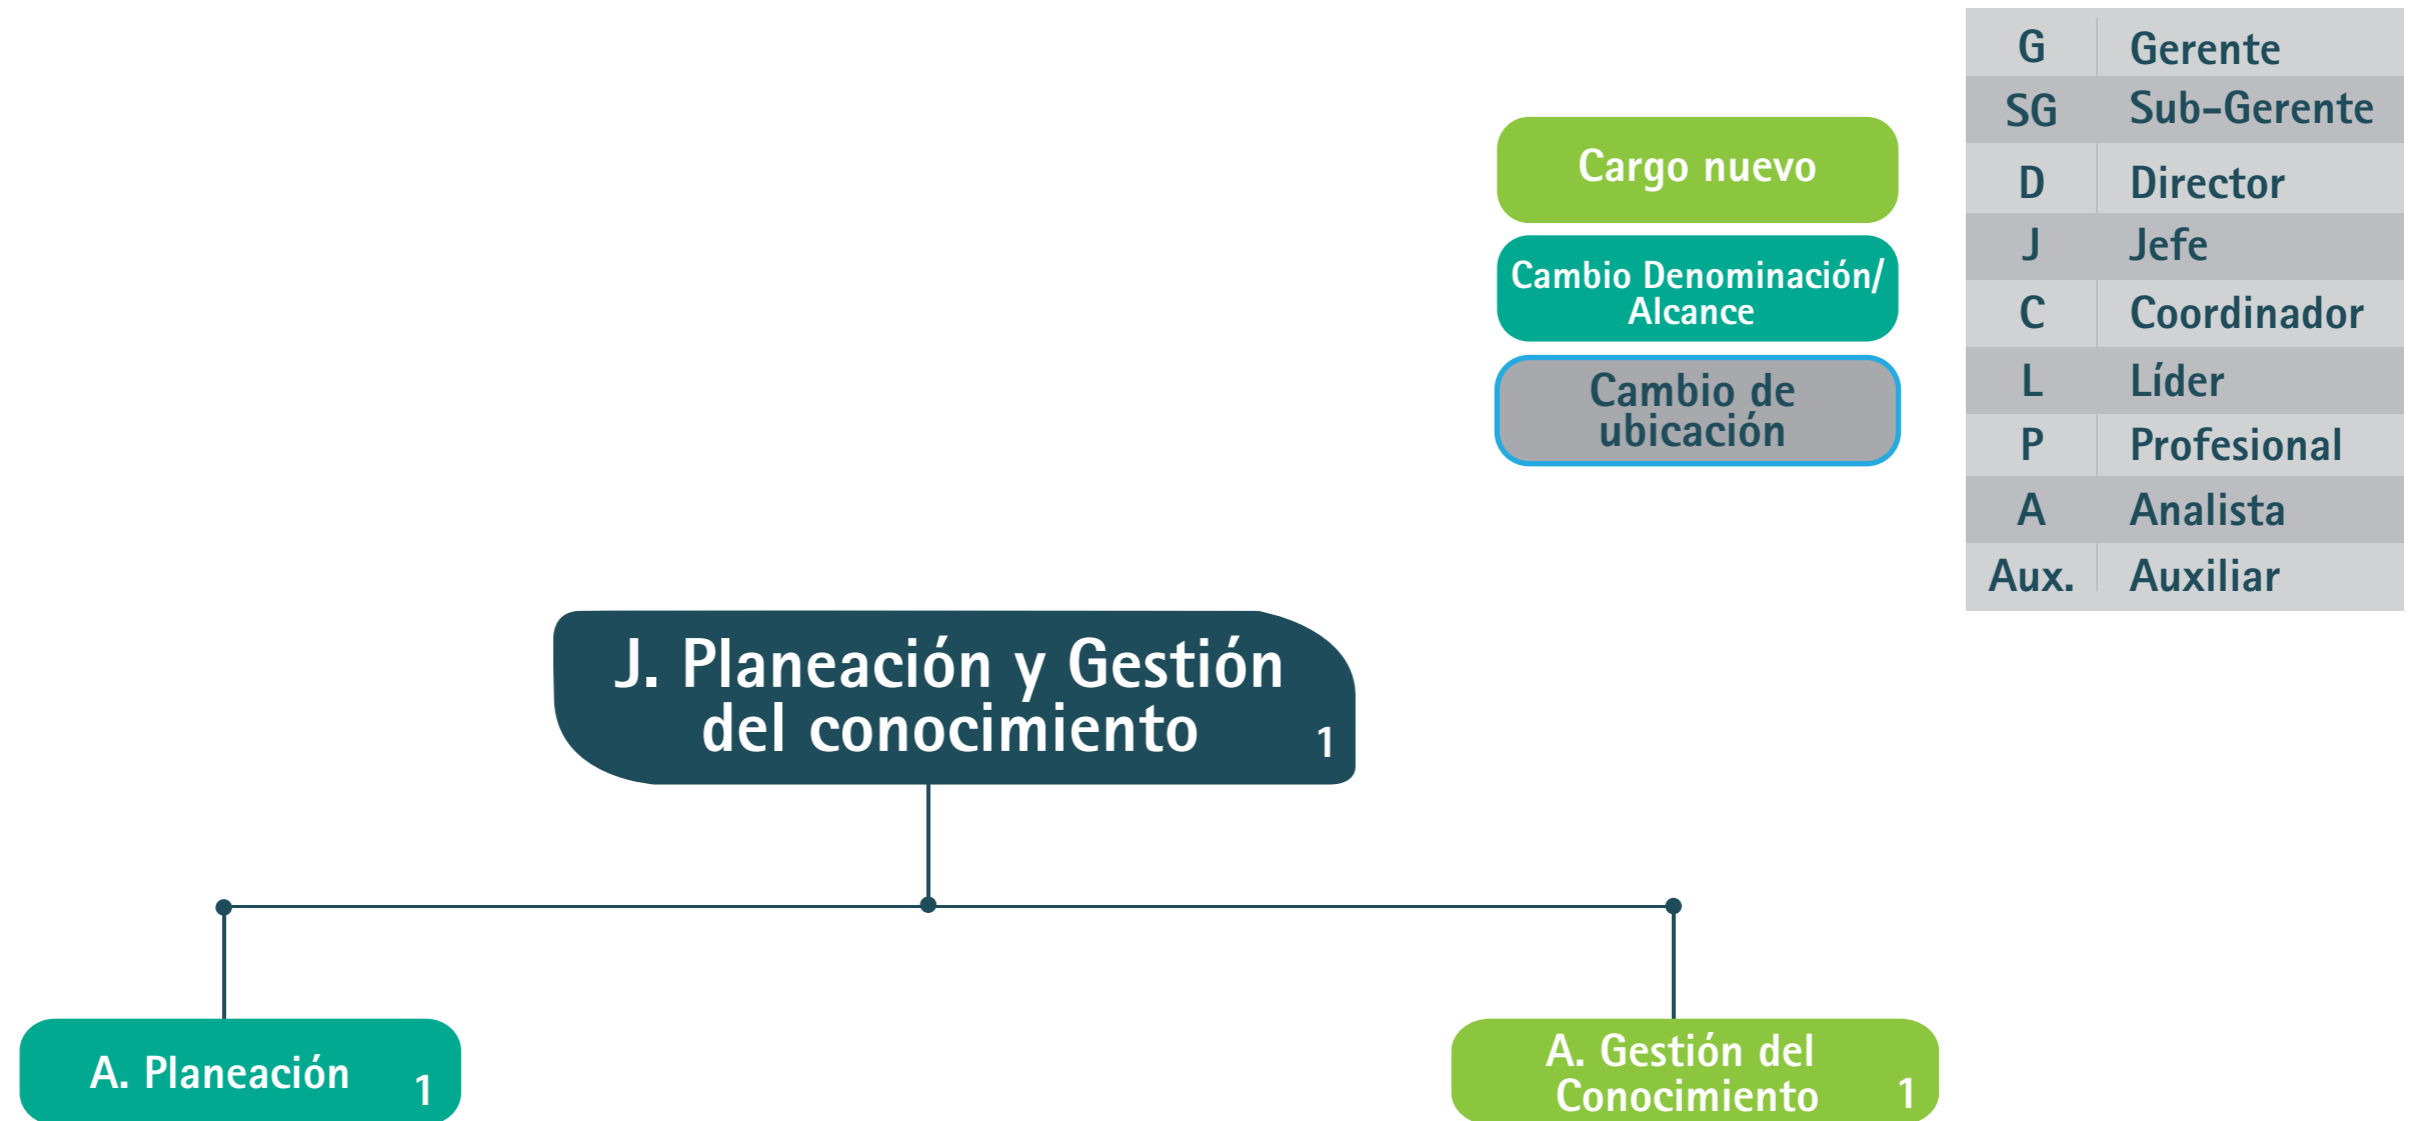 G Gerente
SG Sub-Gerente
D Director
J Jefe
C Coordinador
L Líder
P Profesional
A Analista
Aux. Auxiliar
Cargo nuevo
Cambio Denominación/
Alcance
Cambio de
ubicación
J. Planeación y Gestión
del conocimiento 1
A. Planeación 1
A. Gestión del
Conocimiento 1